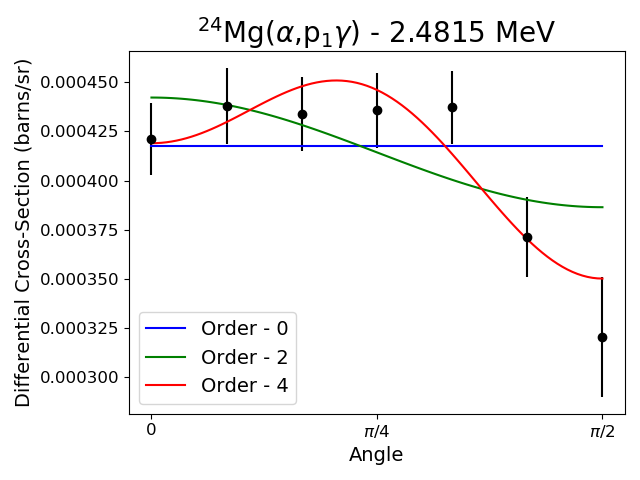 ²⁴Mg(α,p₁γ) - 2.4815 MeV
Differential Cross-Section (barns/sr)
0.000450
0.000425
0.000400
0.000375
0.000350
0.000325
0.000300
Order - 0
Order - 2
Order - 4
0
π/4
π/2
Angle